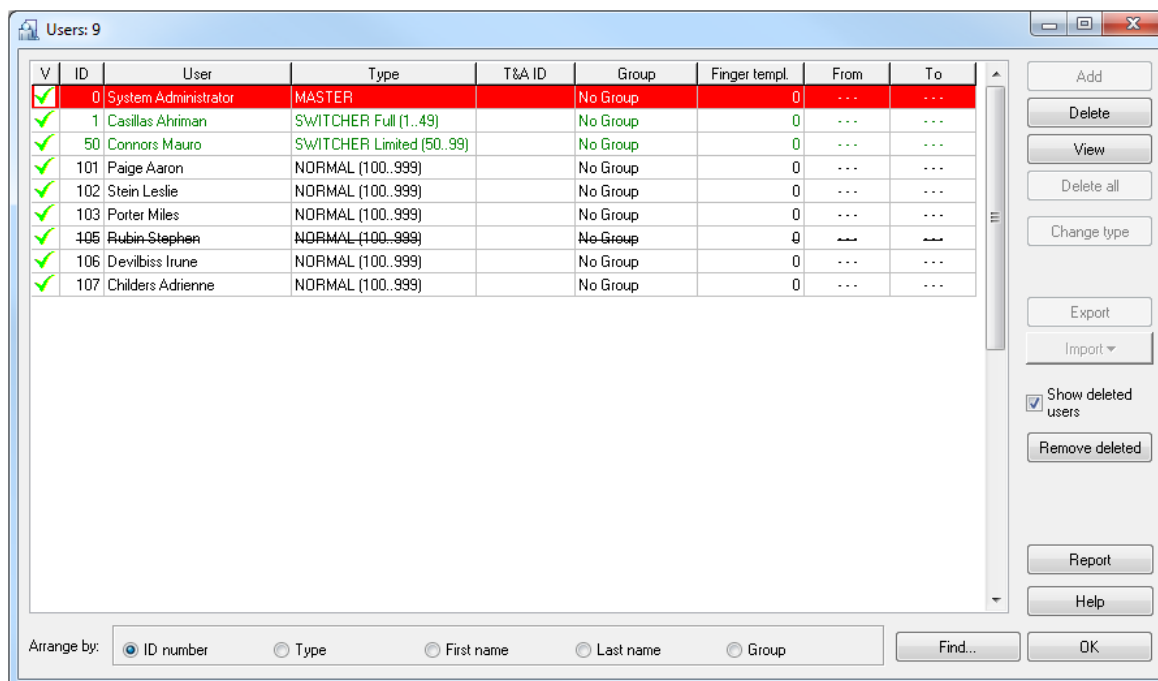 Users: 9
V ID User Type T&A ID Group Finger templ. From To
0 System Administrator MASTER No Group 0 - - - - - -
1 Casillas Ahriman SWITCHER Full (1..49) No Group 0 - - - - - -
50 Connors Mauro SWITCHER Limited (50..99) No Group 0 - - - - - -
101 Paige Aaron NORMAL (100..999) No Group 0 - - - - - -
102 Stein Leslie NORMAL (100..999) No Group 0 - - - - - -
103 Porter Miles NORMAL (100..999) No Group 0 - - - - - -
105 Rubin Stephen NORMAL (100..999) No Group 0 - - - - - -
106 Devilbiss Irune NORMAL (100..999) No Group 0 - - - - - -
107 Childers Adrienne NORMAL (100..999) No Group 0 - - - - - -
Add
Delete
View
Delete all
Change type
Export
Import
Show deleted
users
Remove deleted
Report
Help
Arrange by: ID number Type First name Last name Group Find... OK